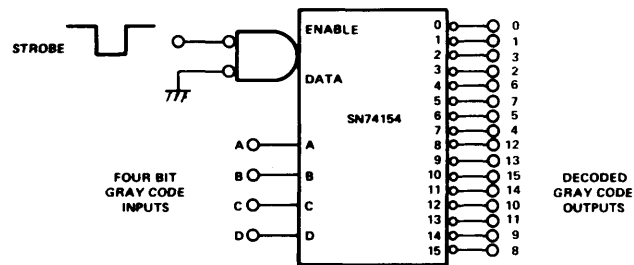 STROBE
ENABLE
DATA
SN74154
FOUR BIT
GRAY CODE
INPUTS
A A
B B
C C
D D
0 0
1 1
2 3
3 2
4 6
5 7
6 5
7 4
8 12
9 13
10 15
11 14
12 10
13 11
14 9
15 8
DECODED
GRAY CODE
OUTPUTS